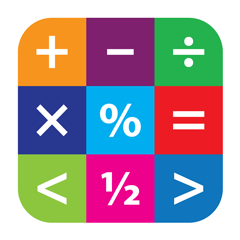 + − ÷
× % =
< ½ >